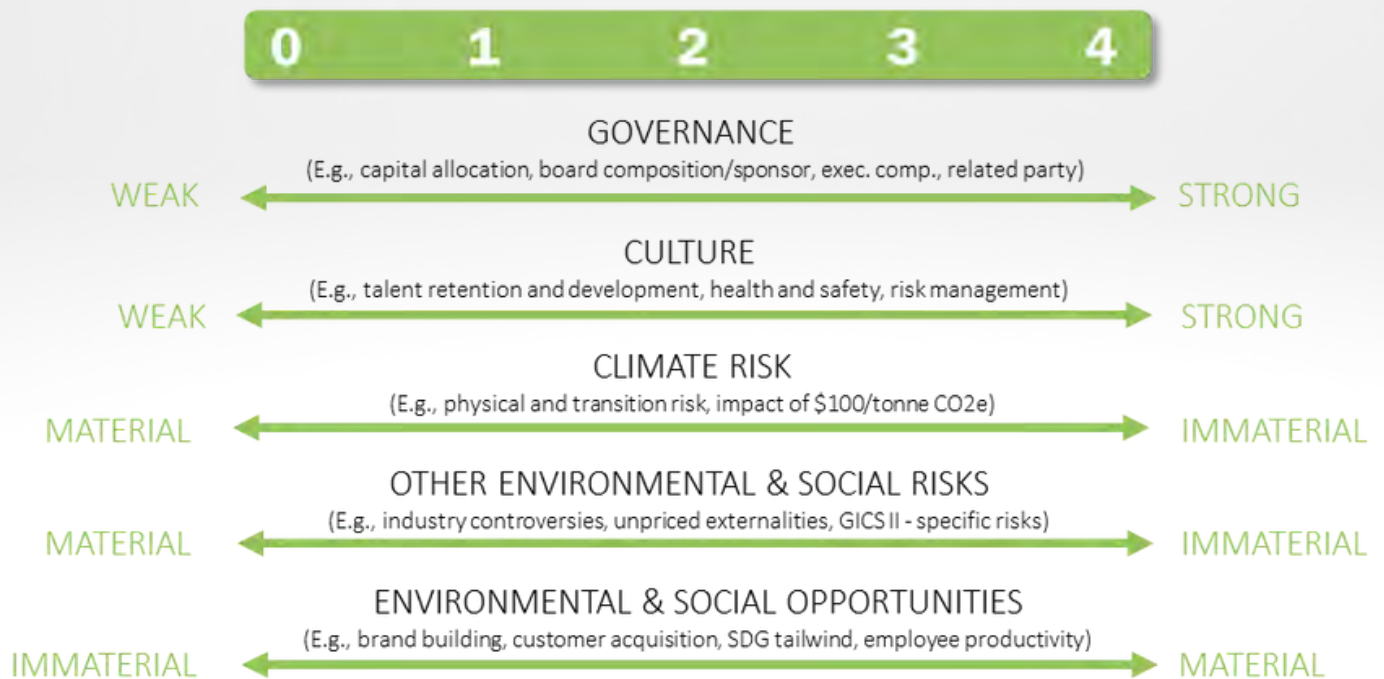 0 1 2 3 4
GOVERNANCE
(E.g., capital allocation, board composition/sponsor, exec. comp., related party)
WEAK STRONG
CULTURE
(E.g., talent retention and development, health and safety, risk management)
WEAK STRONG
CLIMATE RISK
(E.g., physical and transition risk, impact of $100/tonne CO2e)
MATERIAL IMMATERIAL
OTHER ENVIRONMENTAL & SOCIAL RISKS
(E.g., industry controversies, unpriced externalities, GICS II - specific risks)
MATERIAL IMMATERIAL
ENVIRONMENTAL & SOCIAL OPPORTUNITIES
(E.g., brand building, customer acquisition, SDG tailwind, employee productivity)
IMMATERIAL MATERIAL